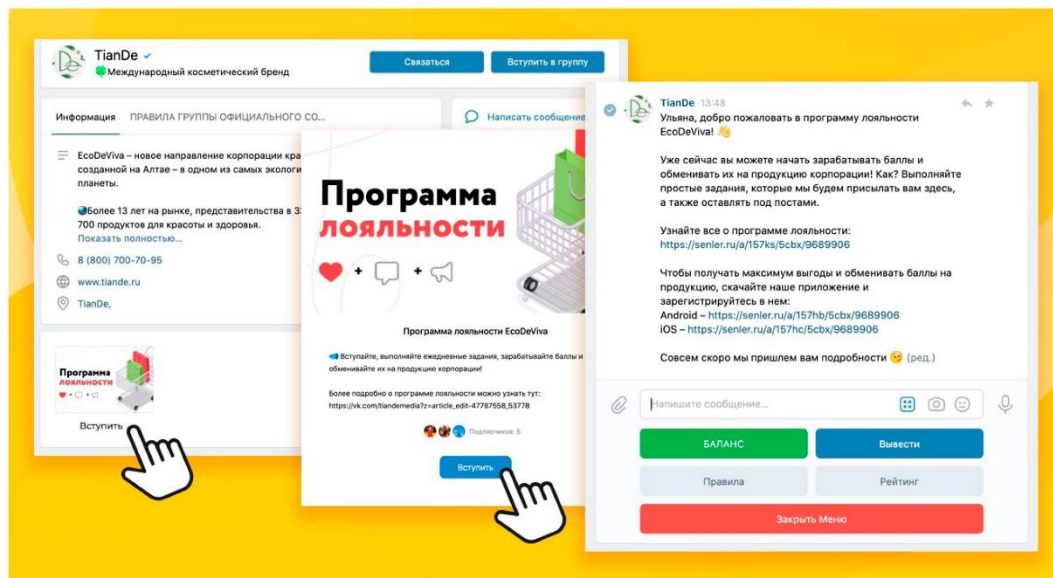 TianDe
Международный косметический бренд
Связаться
Вступить в группу
Информация
ПРАВИЛА ГРУППЫ ОФИЦИАЛЬНОГО СО...
Написать сообщение
EcoDeViva – новое направление корпорации кра
созданной на Алтае – в одном из самых экологи
планеты.
Более 13 лет на рынке, представительства в 3
700 продуктов для красоты и здоровья.
Показать полностью...
8 (800) 700-70-95
www.tiande.ru
TianDe,
Программа
лояльности
Вступить
Программа
лояльности
+ +
Программа лояльности EcoDeViva
Вступайте, выполняйте ежедневные задания, зарабатывайте баллы и
обменивайте их на продукцию корпорации!
Более подробно о программе лояльности можно узнать тут:
https://vk.com/tiandemedia?z=article_edit-47787558_53778
Подписчиков: 5
Вступить
TianDe 13:48
Ульяна, добро пожаловать в программу лояльности
EcoDeViva! 👋
Уже сейчас вы можете начать зарабатывать баллы и
обменивать их на продукцию корпорации! Как? Выполняйте
простые задания, которые мы будем присылать вам здесь,
а также оставлять под постами.
Узнайте все о программе лояльности:
https://senler.ru/a/157ks/5cbx/9689906
Чтобы получать максимум выгоды и обменивать баллы на
продукцию, скачайте наше приложение и
зарегистрируйтесь в нем:
Android – https://senler.ru/a/157hb/5cbx/9689906
iOS – https://senler.ru/a/157hc/5cbx/9689906
Совсем скоро мы пришлем вам подробности 😉 (ред.)
Напишите сообщение...
БАЛАНС
Вывести
Правила
Рейтинг
Закрыть Меню